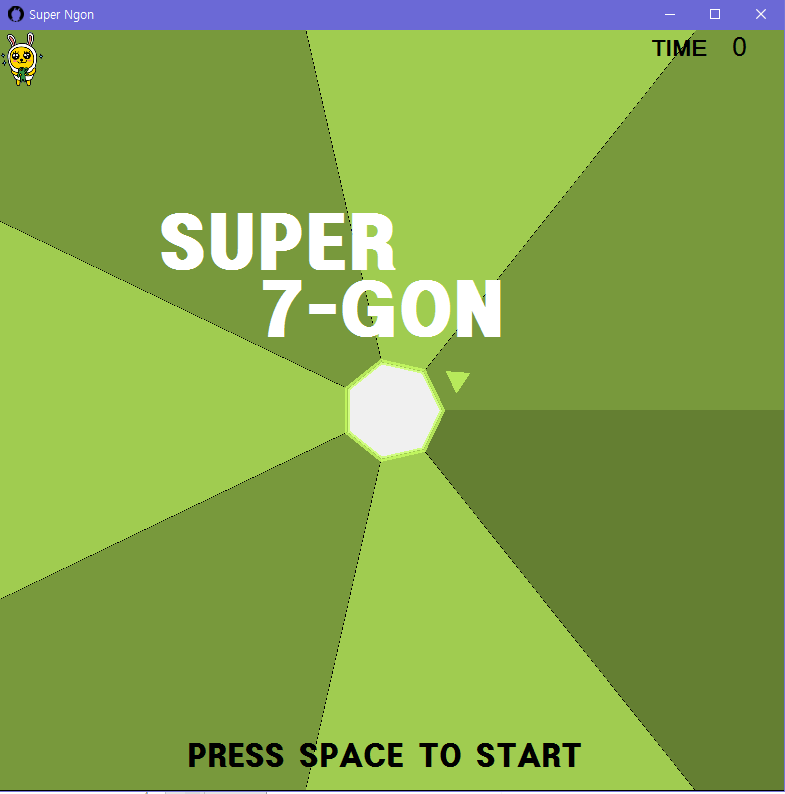 Super Ngon
TIME 0
SUPER
7-GON
PRESS SPACE TO START